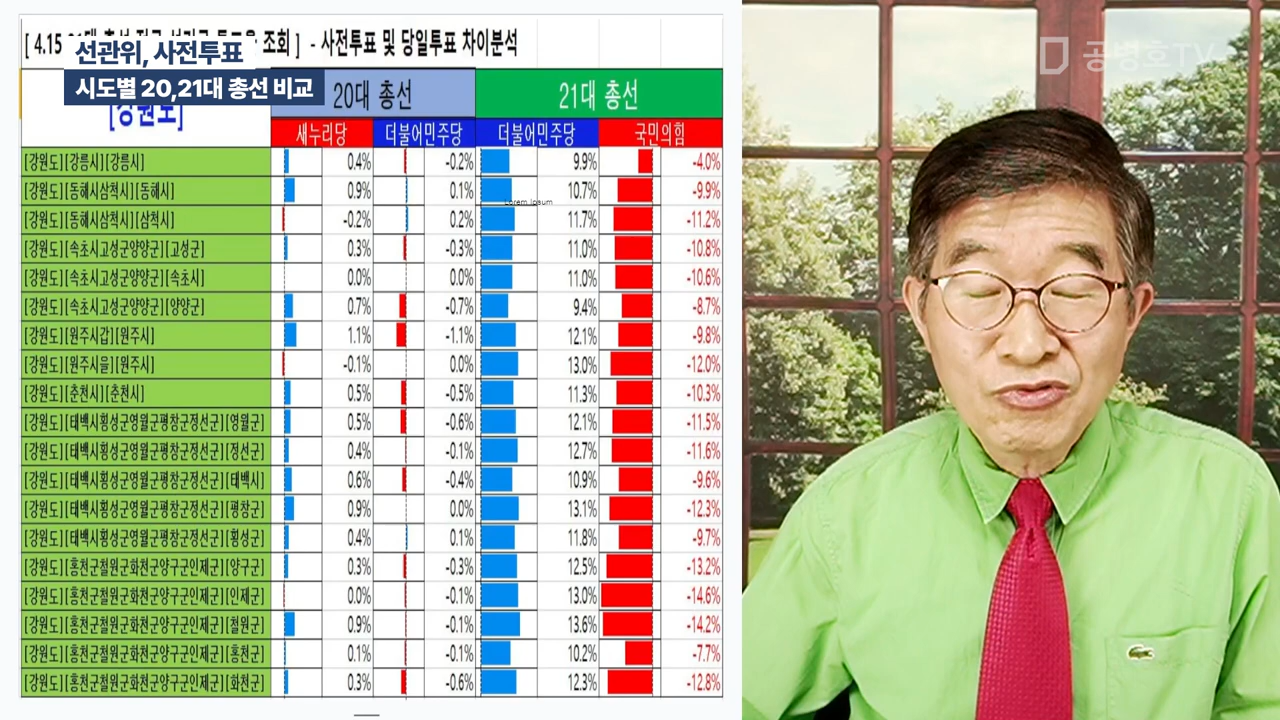 [ 4.15
조회 ] - 사전투표 및 당일투표 차이분석
선관위, 사전투표
시도별 20,21대 총선 비교
공병호TV
[강원도]
20대 총선
21대 총선
새누리당 더불어민주당 더불어민주당 국민의힘
[강원도][강릉시][강릉시] 0.4% -0.2% 9.9% -4.0%
[강원도][동해시삼척시][동해시] 0.9% 0.1% 10.7% -9.9%
Lorem Ipsum
[강원도][동해시삼척시][삼척시] -0.2% 0.2% 11.7% -11.2%
[강원도][속초시고성군양양군][고성군] 0.3% -0.3% 11.0% -10.8%
[강원도][속초시고성군양양군][속초시] 0.0% 0.0% 11.0% -10.6%
[강원도][속초시고성군양양군][양양군] 0.7% -0.7% 9.4% -8.7%
[강원도][원주시갑][원주시] 1.1% -1.1% 12.1% -9.8%
[강원도][원주시을][원주시] -0.1% 0.0% 13.0% -12.0%
[강원도][춘천시][춘천시] 0.5% -0.5% 11.3% -10.3%
[강원도][태백시횡성군영월군평창군정선군][영월군] 0.5% -0.6% 12.1% -11.5%
[강원도][태백시횡성군영월군평창군정선군][정선군] 0.4% -0.1% 12.7% -11.6%
[강원도][태백시횡성군영월군평창군정선군][태백시] 0.6% -0.4% 10.9% -9.6%
[강원도][태백시횡성군영월군평창군정선군][평창군] 0.9% 0.0% 13.1% -12.3%
[강원도][태백시횡성군영월군평창군정선군][횡성군] 0.4% 0.1% 11.8% -9.7%
[강원도][홍천군철원군화천군양구군인제군][양구군] 0.3% -0.3% 12.5% -13.2%
[강원도][홍천군철원군화천군양구군인제군][인제군] 0.0% -0.1% 13.0% -14.6%
[강원도][홍천군철원군화천군양구군인제군][철원군] 0.9% -0.1% 13.6% -14.2%
[강원도][홍천군철원군화천군양구군인제군][홍천군] 0.1% -0.1% 10.2% -7.7%
[강원도][홍천군철원군화천군양구군인제군][화천군] 0.3% -0.6% 12.3% -12.8%